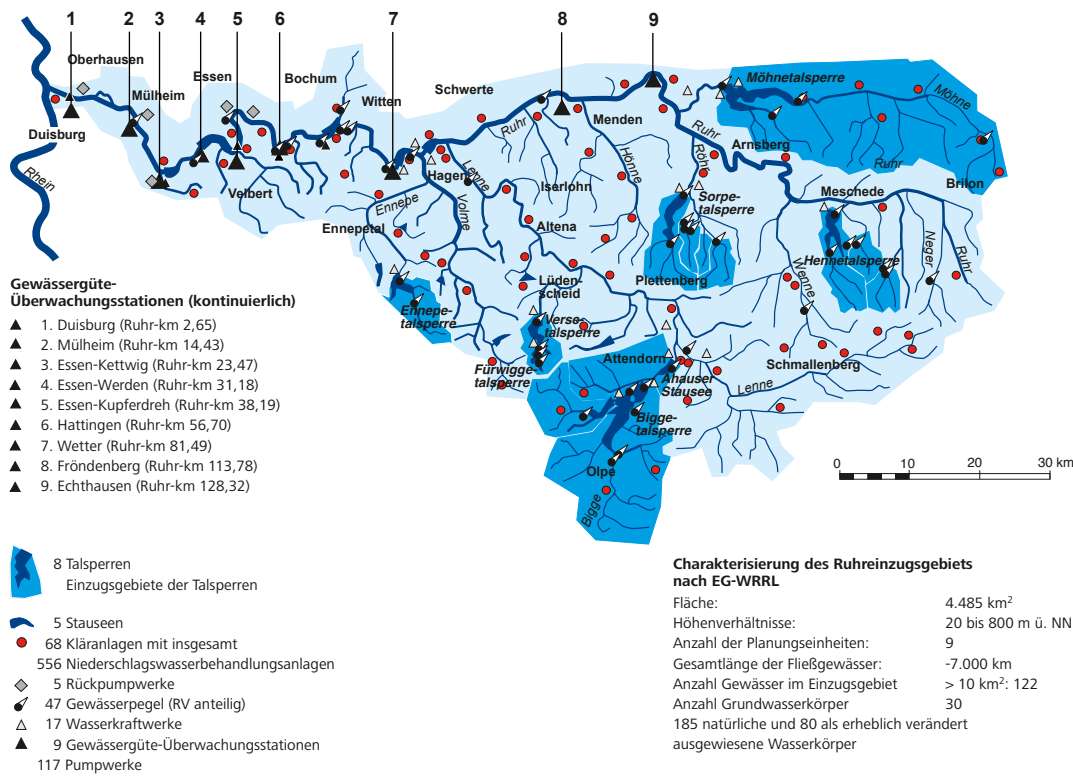 1 2 3 4 5 6 7 8 9
Oberhausen
Essen
Bochum
Möhnetalsperre
Mülheim
Witten
Schwerte
Möhne
Duisburg
Ruhr
Menden
Ruhr
Arnsberg
Ruhr
Rhein
Velbert
Hagen
Lenne
Hönne
Röhr
Iserlohn
Brilon
Ennepe
Volme
Sorpe-
talsperre
Meschede
Ennepetal
Altena
Neger
Ruhr
Hennetalsperre
Wenne
Plettenberg
Lüden-
scheid
Ennepe-
talsperre
Verse-
talsperre
Fürwigge-
talsperre
Attendorn
Ahauser
Stausee
Schmallenberg
Lenne
Bigge-
talsperre
Olpe
Bigge
0 10 20 30 km
Gewässergüte-
Überwachungsstationen (kontinuierlich)
1. Duisburg (Ruhr-km 2,65)
2. Mülheim (Ruhr-km 14,43)
3. Essen-Kettwig (Ruhr-km 23,47)
4. Essen-Werden (Ruhr-km 31,18)
5. Essen-Kupferdreh (Ruhr-km 38,19)
6. Hattingen (Ruhr-km 56,70)
7. Wetter (Ruhr-km 81,49)
8. Fröndenberg (Ruhr-km 113,78)
9. Echthausen (Ruhr-km 128,32)
8 Talsperren
Einzugsgebiete der Talsperren
5 Stauseen
68 Kläranlagen mit insgesamt
556 Niederschlagswasserbehandlungsanlagen
5 Rückpumpwerke
47 Gewässerpegel (RV anteilig)
17 Wasserkraftwerke
9 Gewässergüte-Überwachungsstationen
117 Pumpwerke
Charakterisierung des Ruhreinzugsgebiets
nach EG-WRRL
Fläche: 4.485 km²
Höhenverhältnisse: 20 bis 800 m ü. NN
Anzahl der Planungseinheiten: 9
Gesamtlänge der Fließgewässer: -7.000 km
Anzahl Gewässer im Einzugsgebiet > 10 km²: 122
Anzahl Grundwasserkörper 30
185 natürliche und 80 als erheblich verändert
ausgewiesene Wasserkörper